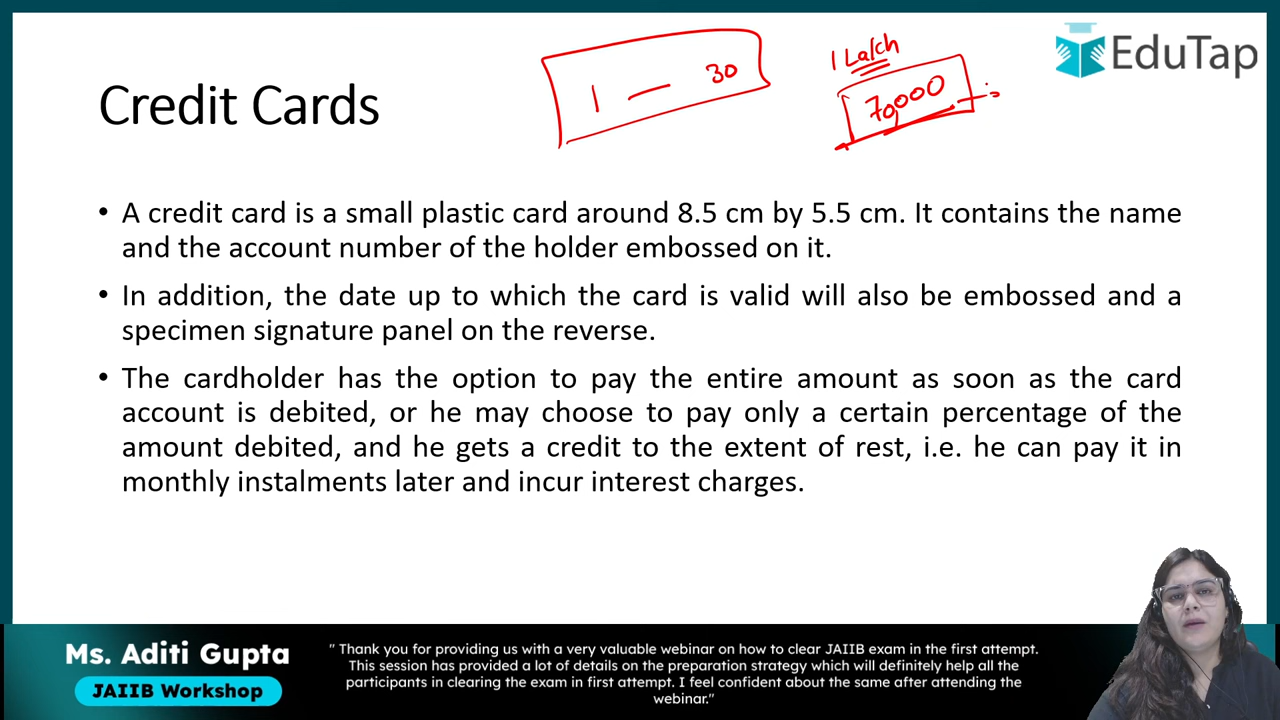 1 Lakh
EduTap
1 — 30
70,000
Credit Cards
• A credit card is a small plastic card around 8.5 cm by 5.5 cm. It contains the name
and the account number of the holder embossed on it.
• In addition, the date up to which the card is valid will also be embossed and a
specimen signature panel on the reverse.
• The cardholder has the option to pay the entire amount as soon as the card
account is debited, or he may choose to pay only a certain percentage of the
amount debited, and he gets a credit to the extent of rest, i.e. he can pay it in
monthly instalments later and incur interest charges.
Ms. Aditi Gupta
JAIIB Workshop
" Thank you for providing us with a very valuable webinar on how to clear JAIIB exam in the first attempt.
This session has provided a lot of details on the preparation strategy which will definitely help all the
participants in clearing the exam in first attempt. I feel confident about the same after attending the
webinar."